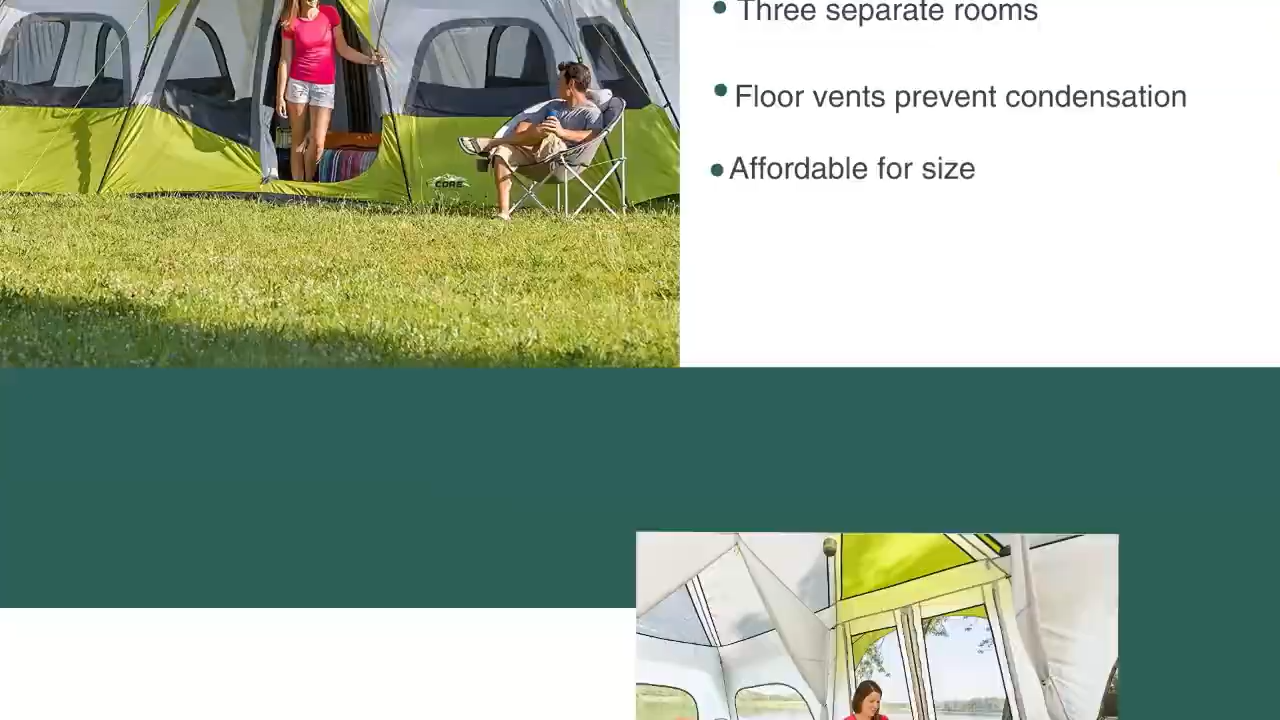 Three separate rooms
Floor vents prevent condensation
Affordable for size
CORE